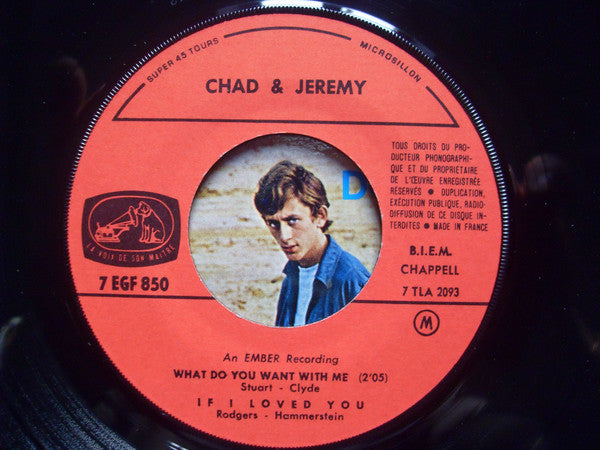 SUPER 45 TOURS
MICROSILLON
CHAD & JEREMY
TOUS DROITS DU PRO-
DUCTEUR PHONOGRAPHI-
QUE ET DU PROPRIÉTAIRE
DE L'ŒUVRE ENREGISTRÉE
RÉSERVÉS • DUPLICATION,
EXÉCUTION PUBLIQUE, RADIO-
DIFFUSION DE CE DISQUE IN-
TERDITES • MADE IN FRANCE
D
LA VOIX DE SON MAITRE
B.I.E.M.
CHAPPELL
7 EGF 850
7 TLA 2093
M
An EMBER Recording
WHAT DO YOU WANT WITH ME (2'05)
Stuart - Clyde
IF I LOVED YOU
Rodgers - Hammerstein